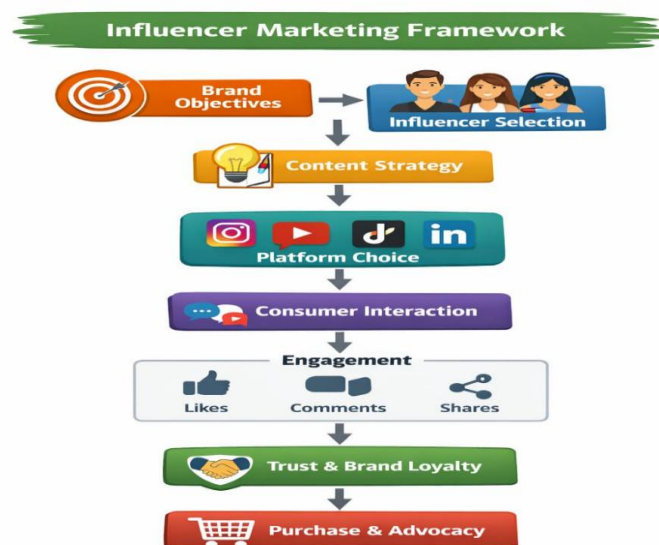 Influencer Marketing Framework
Brand
Objectives
Influencer Selection
Content Strategy
in
Platform Choice
Consumer Interaction
Engagement
Likes
Comments
Shares
Trust & Brand Loyalty
Purchase & Advocacy